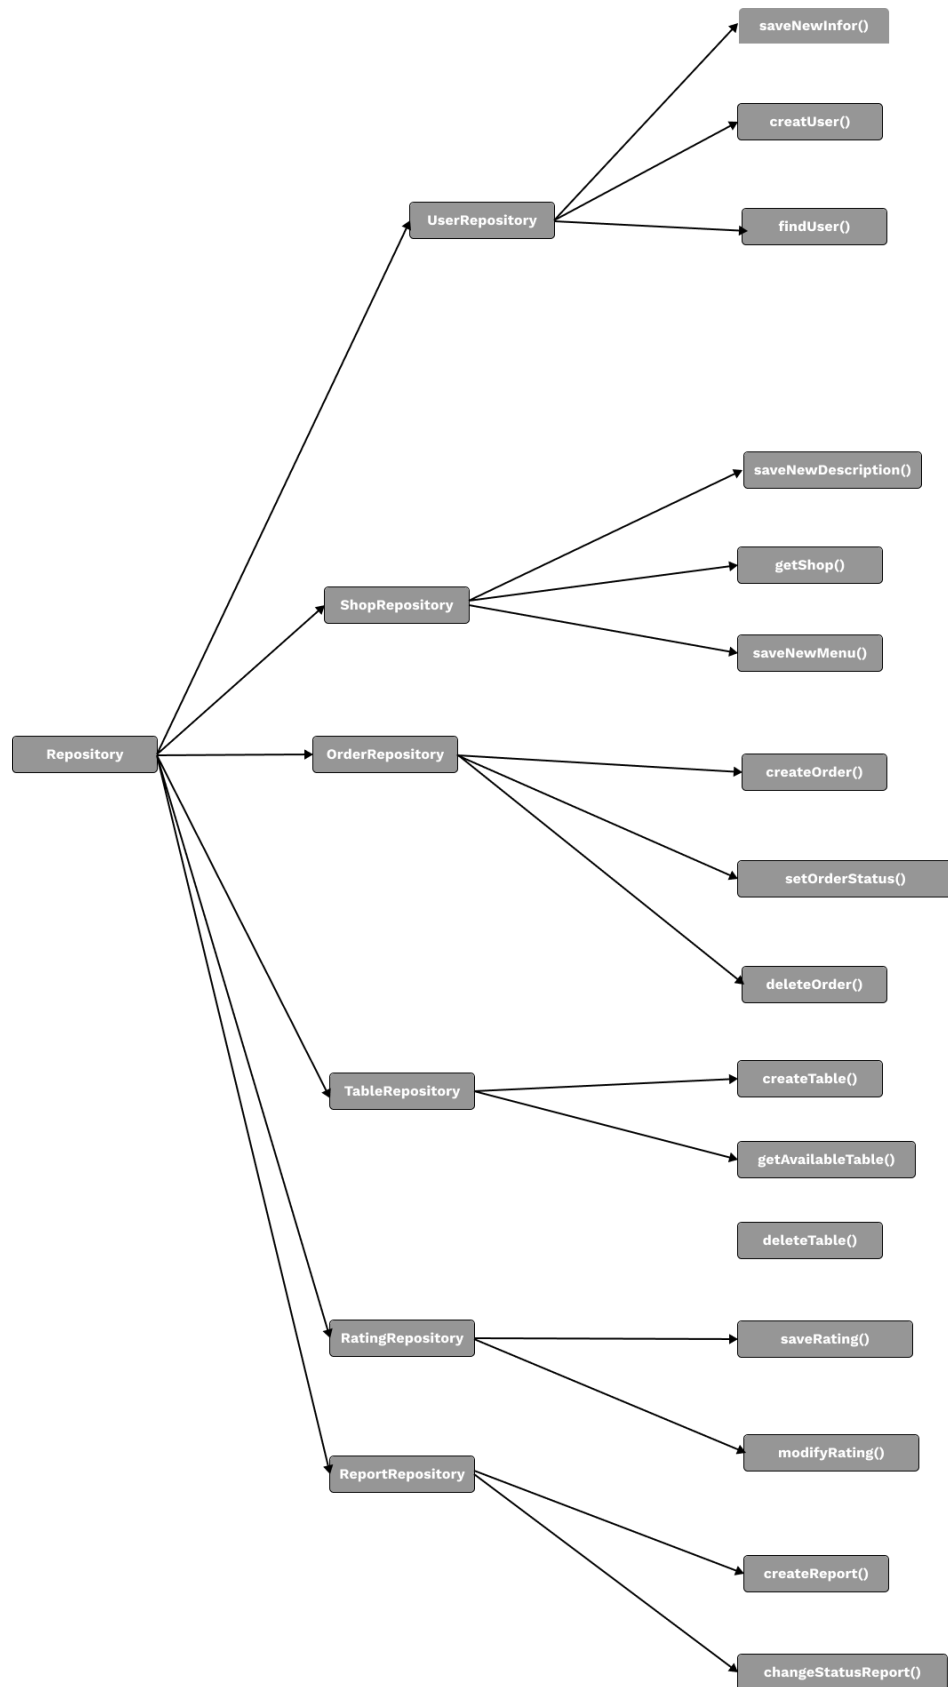 saveNewInfor()
creatUser()
UserRepository
findUser()
saveNewDescription()
getShop()
ShopRepository
saveNewMenu()
Repository
OrderRepository
createOrder()
setOrderStatus()
deleteOrder()
createTable()
TableRepository
getAvailableTable()
deleteTable()
RatingRepository
saveRating()
modifyRating()
ReportRepository
createReport()
changeStatusReport()